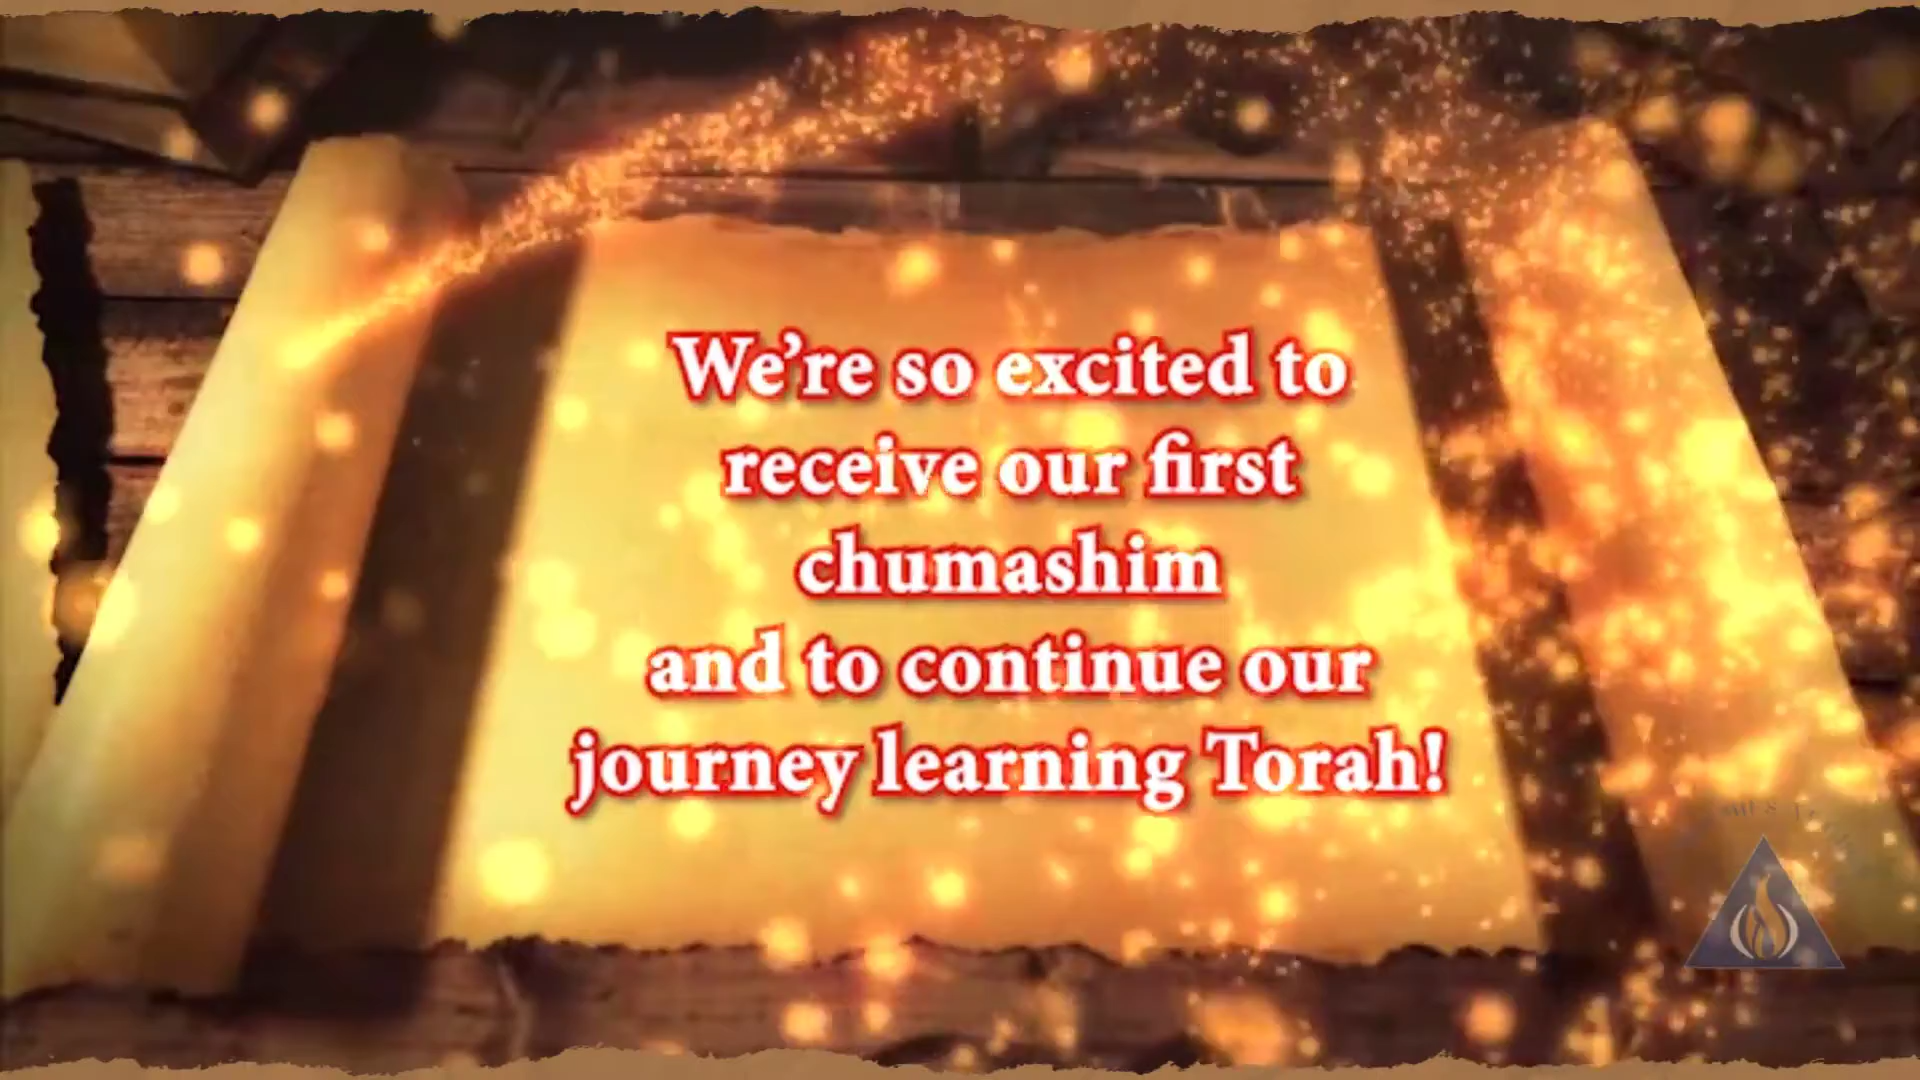 We’re so excited to
receive our first
chumashim
and to continue our
journey learning Torah!